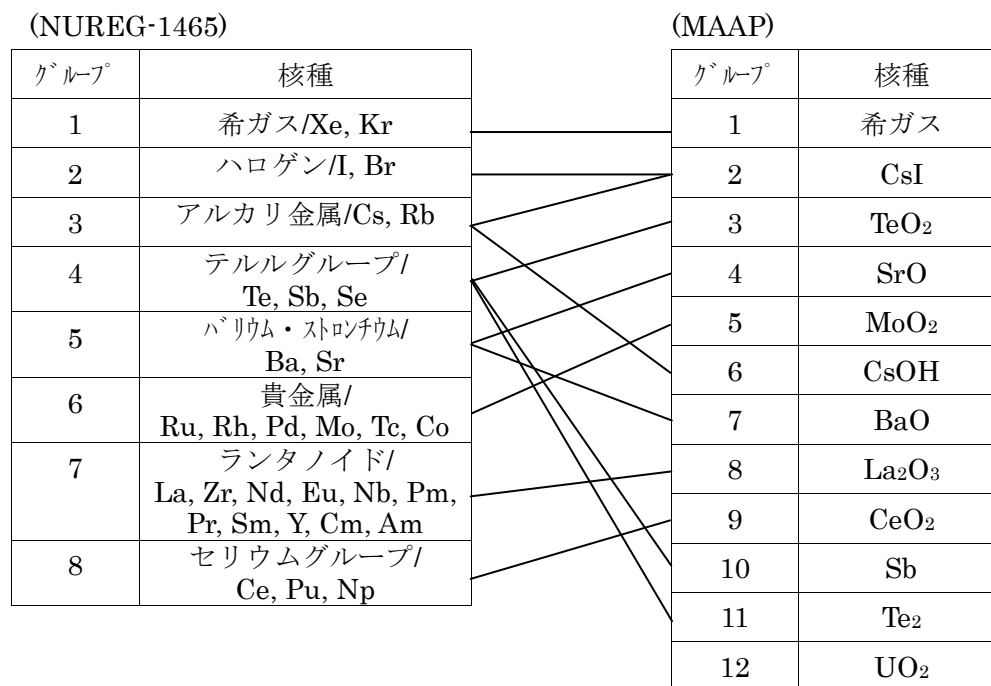 (NUREG-1465)
ｸﾞﾙｰﾌﾟ 核種
1 希ガス/Xe, Kr
2 ハロゲン/I, Br
3 アルカリ金属/Cs, Rb
4 テルルグループ/
Te, Sb, Se
5 ﾊﾞﾘｳﾑ・ｽﾄﾛﾝﾁｳﾑ/
Ba, Sr
6 貴金属/
Ru, Rh, Pd, Mo, Tc, Co
7 ランタノイド/
La, Zr, Nd, Eu, Nb, Pm,
Pr, Sm, Y, Cm, Am
8 セリウムグループ/
Ce, Pu, Np
(MAAP)
ｸﾞﾙｰﾌﾟ 核種
1 希ガス
2 CsI
3 TeO₂
4 SrO
5 MoO₂
6 CsOH
7 BaO
8 La₂O₃
9 CeO₂
10 Sb
11 Te₂
12 UO₂